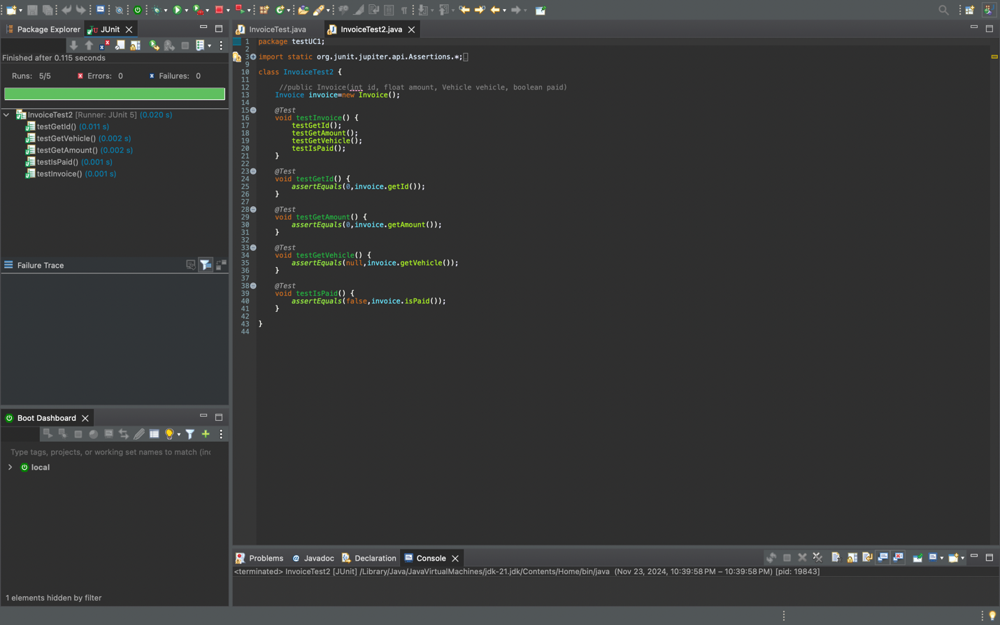 Package Explorer
JUnit
Finished after 0.115 seconds
Runs: 5/5
Errors: 0
Failures: 0
InvoiceTest2 [Runner: JUnit 5] (0.020 s)
testGetId() (0.011 s)
testGetVehicle() (0.002 s)
testGetAmount() (0.002 s)
testIsPaid() (0.001 s)
testInvoice() (0.001 s)
Failure Trace
Boot Dashboard
Type tags, projects, or working set names to match (inc
local
1 elements hidden by filter
InvoiceTest.java
InvoiceTest2.java
1 package testUC1;
2
3 import static org.junit.jupiter.api.Assertions.*;
9
10 class InvoiceTest2 {
11
12 //public Invoice(int id, float amount, Vehicle vehicle, boolean paid)
13 Invoice invoice=new Invoice();
14
15 @Test
16 void testInvoice() {
17 testGetId();
18 testGetAmount();
19 testGetVehicle();
20 testIsPaid();
21 }
22
23 @Test
24 void testGetId() {
25 assertEquals(0,invoice.getId());
26 }
27
28 @Test
29 void testGetAmount() {
30 assertEquals(0,invoice.getAmount());
31 }
32
33 @Test
34 void testGetVehicle() {
35 assertEquals(null,invoice.getVehicle());
36 }
37
38 @Test
39 void testIsPaid() {
40 assertEquals(false,invoice.isPaid());
41 }
42
43 }
44
Problems
Javadoc
Declaration
Console
<terminated> InvoiceTest2 [JUnit] /Library/Java/JavaVirtualMachines/jdk-21.jdk/Contents/Home/bin/java (Nov 23, 2024, 10:39:58 PM – 10:39:58 PM) [pid: 19843]